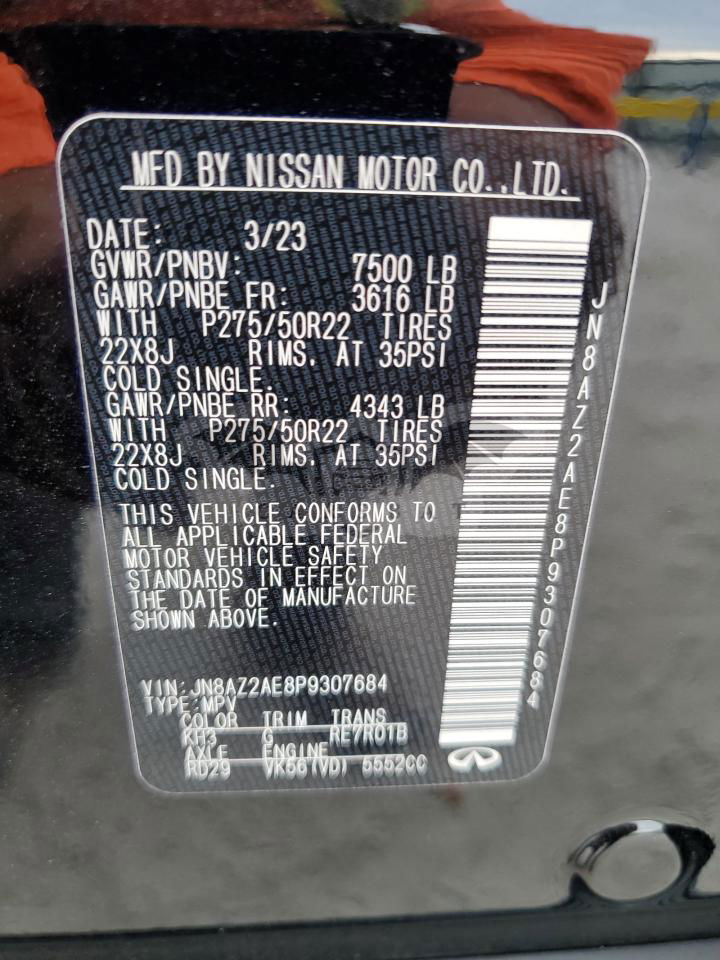 MFD BY NISSAN MOTOR CO.,LTD.
DATE: 3/23
GVWR/PNBV: 7500 LB
GAWR/PNBE FR: 3616 LB
WITH P275/50R22 TIRES
22X8J RIMS. AT 35PSI
COLD SINGLE.
GAWR/PNBE RR: 4343 LB
WITH P275/50R22 TIRES
22X8J RIMS. AT 35PSI
COLD SINGLE.
THIS VEHICLE CONFORMS TO
ALL APPLICABLE FEDERAL
MOTOR VEHICLE SAFETY
STANDARDS IN EFFECT ON
THE DATE OF MANUFACTURE
SHOWN ABOVE.
VIN: JN8AZ2AE8P9307684
TYPE: MPV
COLOR TRIM TRANS
KH3 G RE7R01B
AXLE ENGINE
RD29 VK56(VD) 5552CC
JN8AZ2AE8P9307684